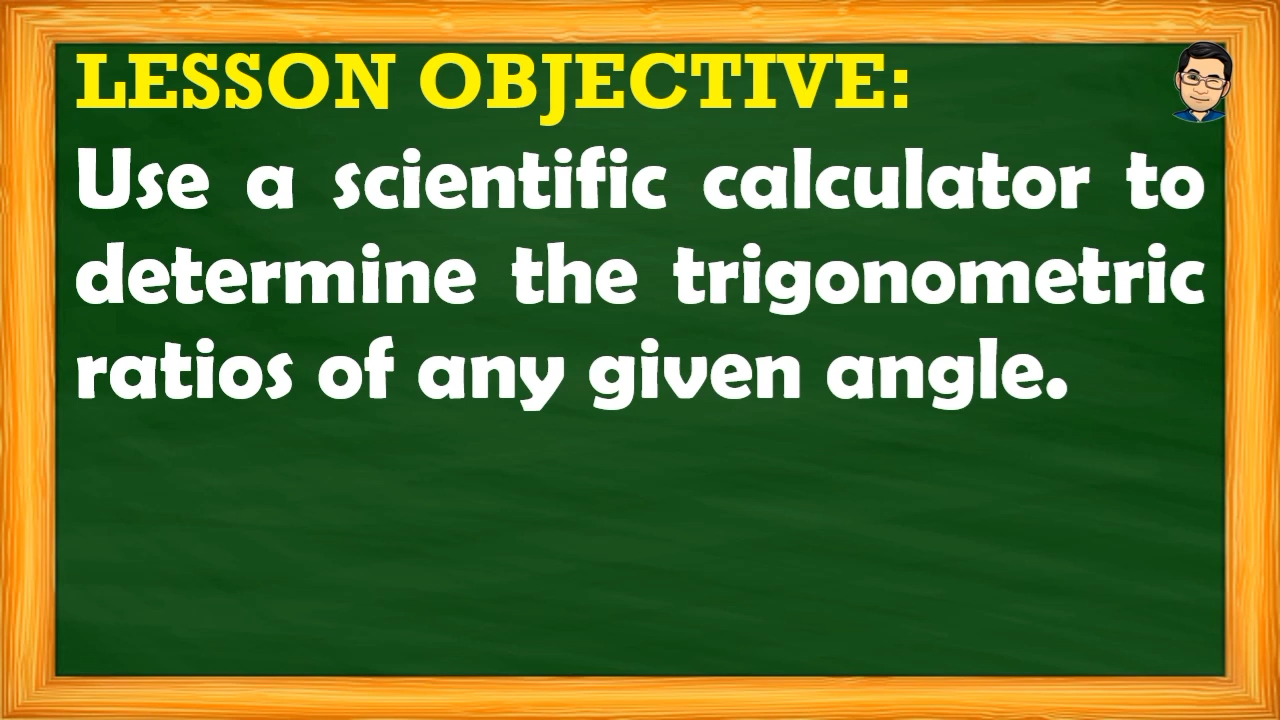 LESSON OBJECTIVE:
Use a scientific calculator to
determine the trigonometric
ratios of any given angle.